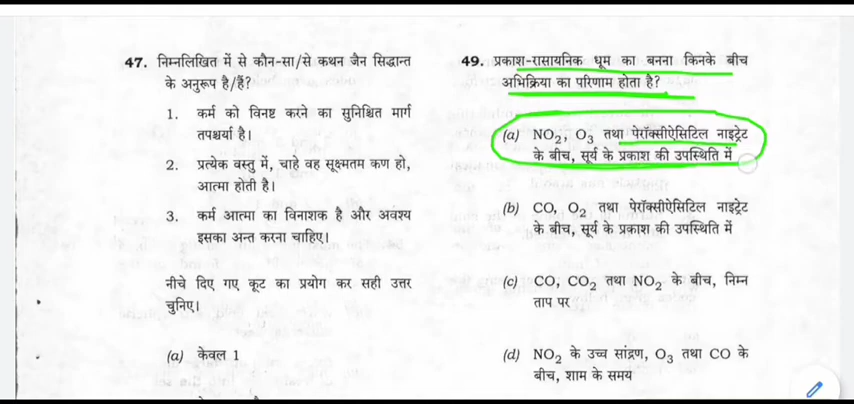 47. निम्नलिखित में से कौन-सा/से कथन जैन सिद्धान्त
के अनुरूप है/हैं?
1. कर्म को विनष्ट करने का सुनिश्चित मार्ग
तपश्चर्या है।
2. प्रत्येक वस्तु में, चाहे वह सूक्ष्मतम कण हो,
आत्मा होती है।
3. कर्म आत्मा का विनाशक है और अवश्य
इसका अन्त करना चाहिए।
नीचे दिए गए कूट का प्रयोग कर सही उत्तर
चुनिए।
(a) केवल 1
49. प्रकाश-रासायनिक धूम का बनना किनके बीच
अभिक्रिया का परिणाम होता है?
(a) NO2, O3 तथा पेरॉक्सीऐसिटिल नाइट्रेट
के बीच, सूर्य के प्रकाश की उपस्थिति में
(b) CO, O2 तथा पेरॉक्सीऐसिटिल नाइट्रेट
के बीच, सूर्य के प्रकाश की उपस्थिति में
(c) CO, CO2 तथा NO2 के बीच, निम्न
ताप पर
(d) NO2 के उच्च सांद्रण, O3 तथा CO के
बीच, शाम के समय